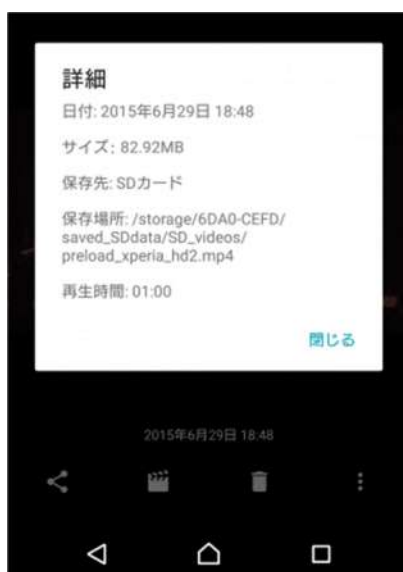 詳細
日付: 2015年6月29日 18:48
サイズ: 82.92MB
保存先: SDカード
保存場所: /storage/6DA0-CEFD/
saved_SDdata/SD_videos/
preload_xperia_hd2.mp4
再生時間: 01:00
閉じる
2015年6月29日 18:48